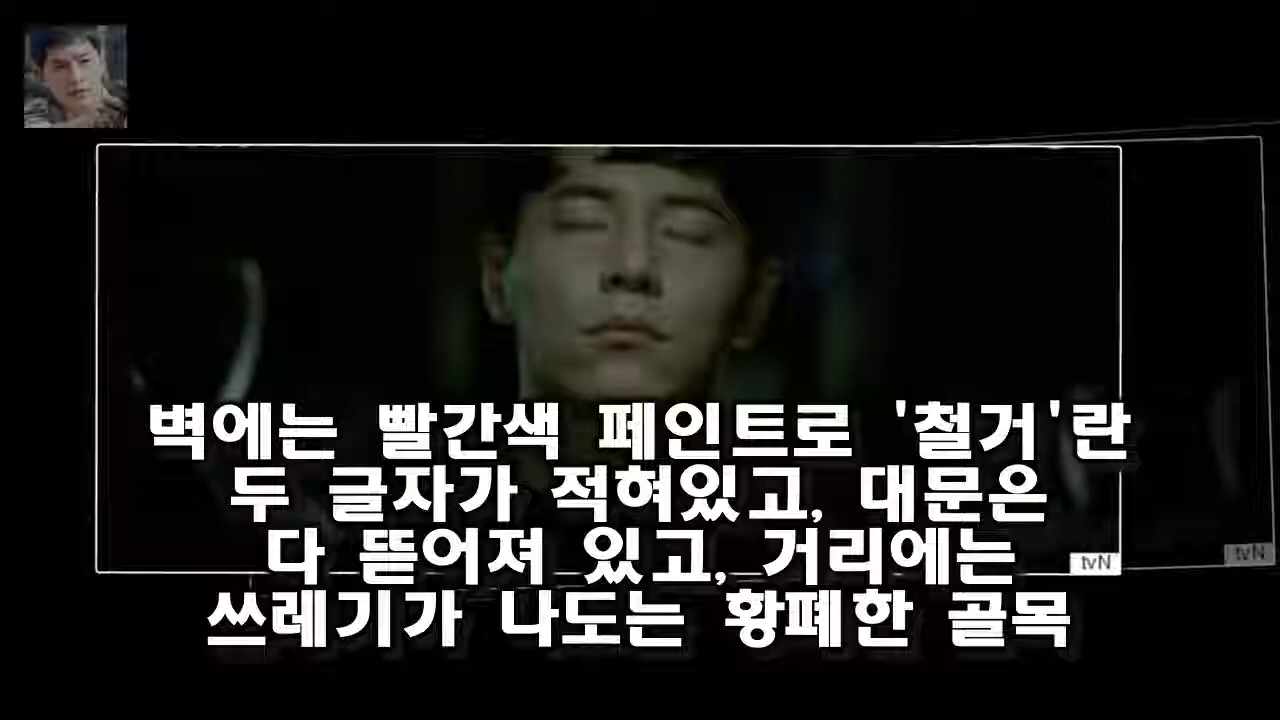 벽에는 빨간색 페인트로 '철거'란
두 글자가 적혀있고, 대문은
다 뜯어져 있고, 거리에는
쓰레기가 나도는 황폐한 골목
tvN
tvN